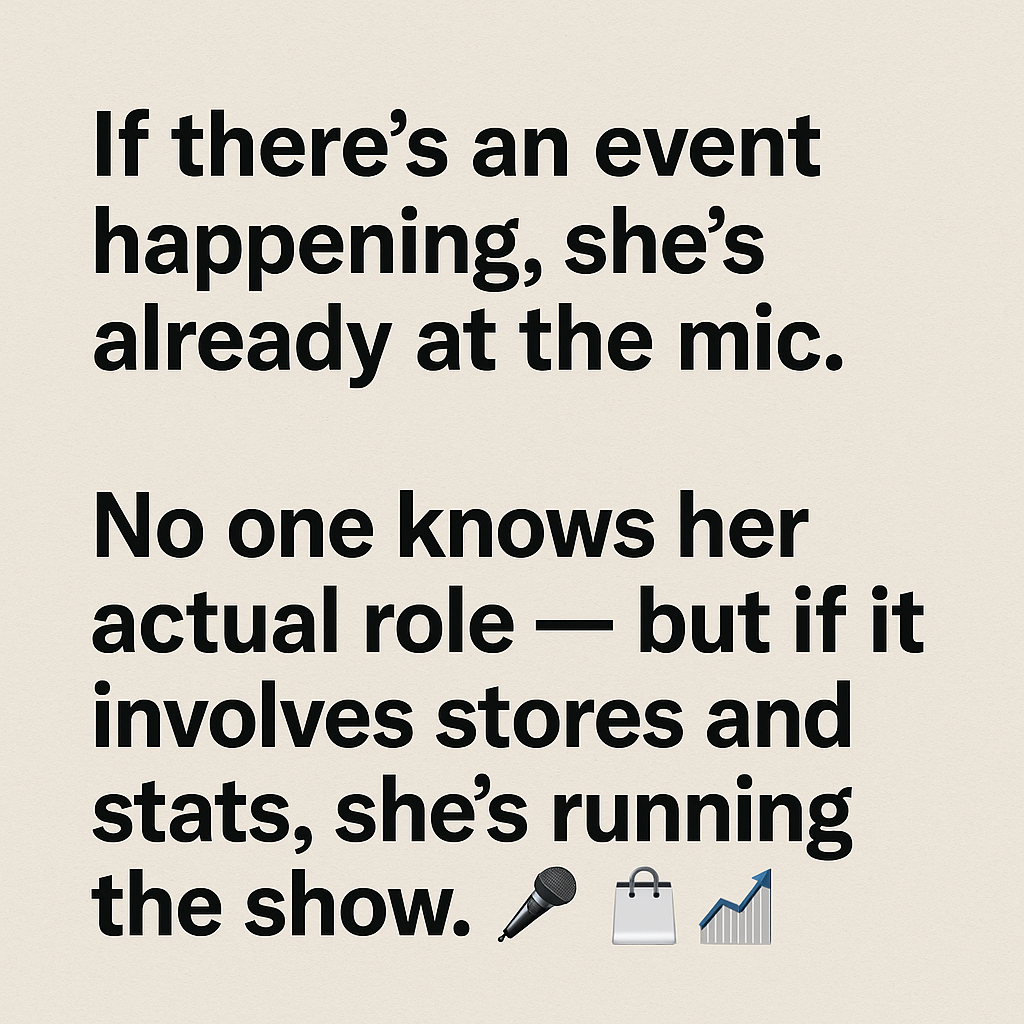 If there’s an event
happening, she’s
already at the mic.
No one knows her
actual role — but if it
involves stores and
stats, she’s running
the show. 🎤 🛍️ 📈